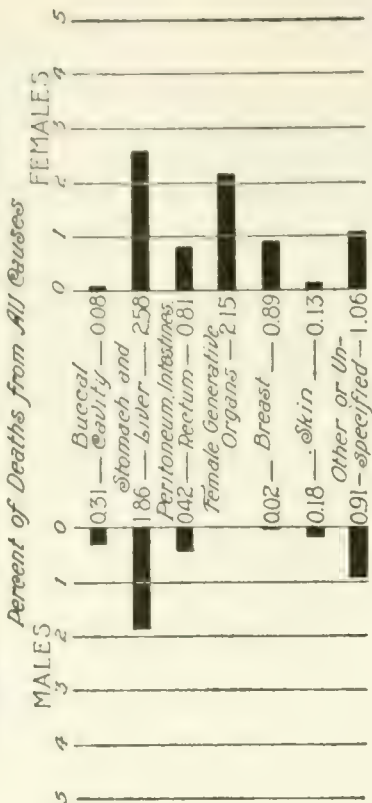 Percent of Deaths from All Causes
MALES FEMALES
5 4 3 2 1 0 0 1 2 3 4 5
Buccal
0.31 — Cavity — 0.08
Stomach and
1.86 — Liver — 2.58
Peritoneum, Intestines,
0.42 — Rectum — 0.81
Female Generative
Organs — 2.15
0.02 — Breast — 0.89
0.18 — Skin — 0.13
Other or Un-
0.91 — specified — 1.06